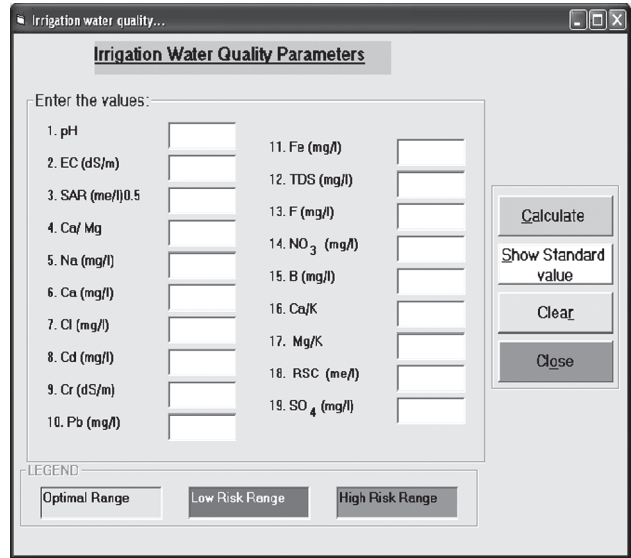 Irrigation water quality...
Irrigation Water Quality Parameters
Enter the values:
1. pH
2. EC (dS/m)
3. SAR (me/l)0.5
4. Ca/ Mg
5. Na (mg/l)
6. Ca (mg/l)
7. Cl (mg/l)
8. Cd (mg/l)
9. Cr (dS/m)
10. Pb (mg/l)
11. Fe (mg/l)
12. TDS (mg/l)
13. F (mg/l)
14. NO3 (mg/l)
15. B (mg/l)
16. Ca/K
17. Mg/K
18. RSC (me/l)
19. SO4 (mg/l)
Calculate
Show Standard
value
Clear
Close
LEGEND
Optimal Range
Low Risk Range
High Risk Range